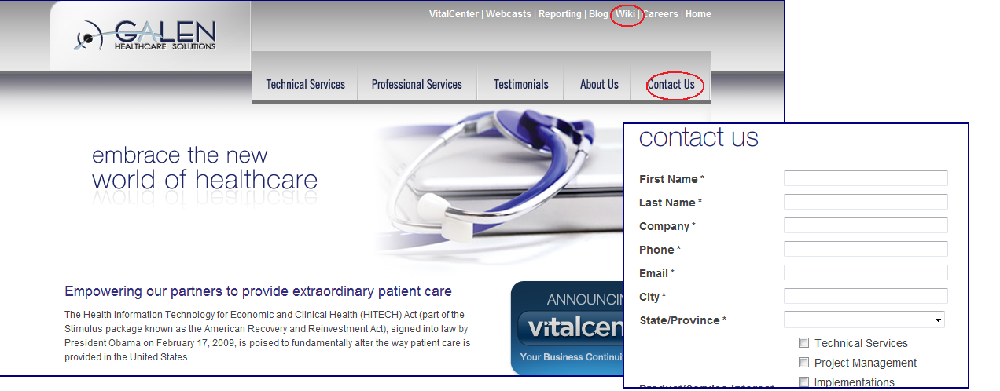 VitalCenter | Webcasts | Reporting | Blog | Wiki | Careers | Home
GALEN
HEALTHCARE SOLUTIONS
Technical Services Professional Services Testimonials About Us Contact Us
embrace the new
world of healthcare
Empowering our partners to provide extraordinary patient care
The Health Information Technology for Economic and Clinical Health (HITECH) Act (part of the
Stimulus package known as the American Recovery and Reinvestment Act), signed into law by
President Obama on February 17, 2009, is poised to fundamentally alter the way patient care is
provided in the United States.
ANNOUNCIN
vitalcen
Your Business Continui
contact us
First Name *
Last Name *
Company *
Phone *
Email *
City *
State/Province *
Technical Services
Project Management
Implementations
Product/Service Interest